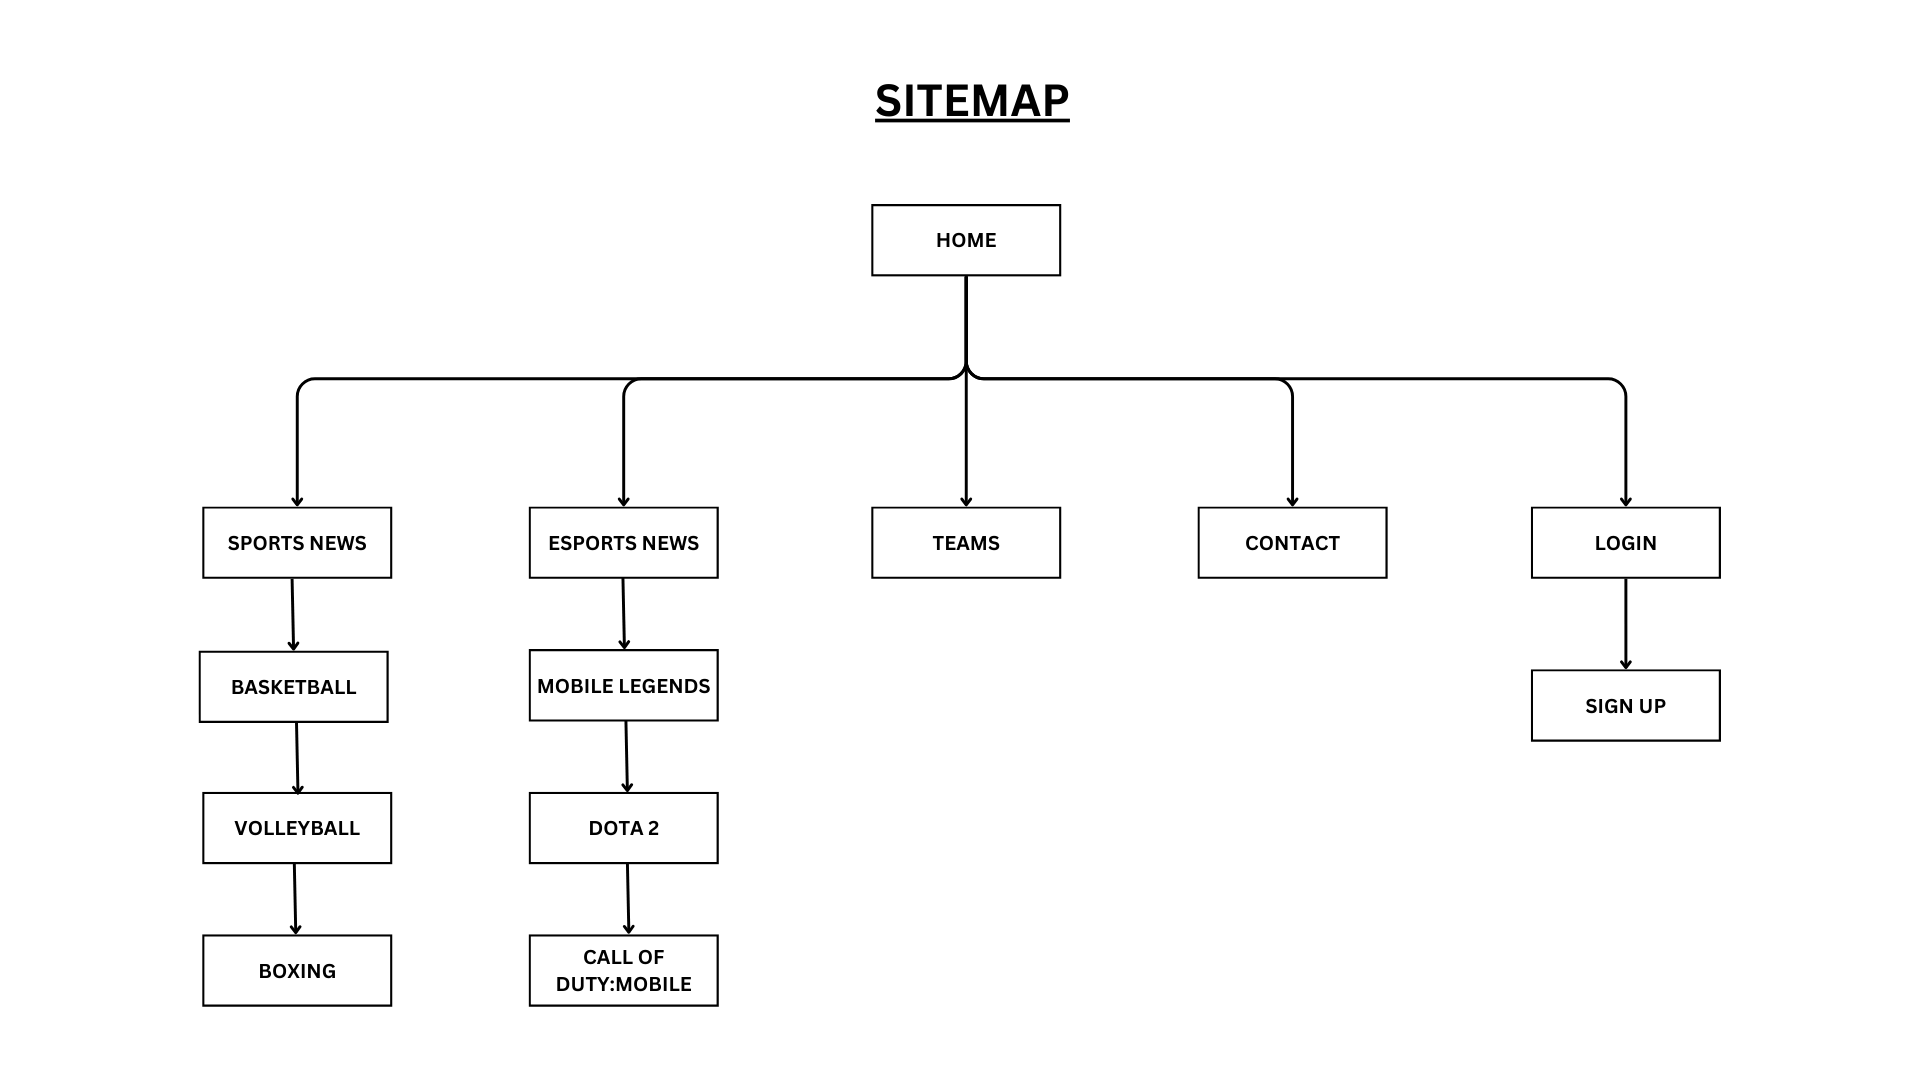 SITEMAP
HOME
SPORTS NEWS
ESPORTS NEWS
TEAMS
CONTACT
LOGIN
BASKETBALL
MOBILE LEGENDS
SIGN UP
VOLLEYBALL
DOTA 2
BOXING
CALL OF
DUTY:MOBILE